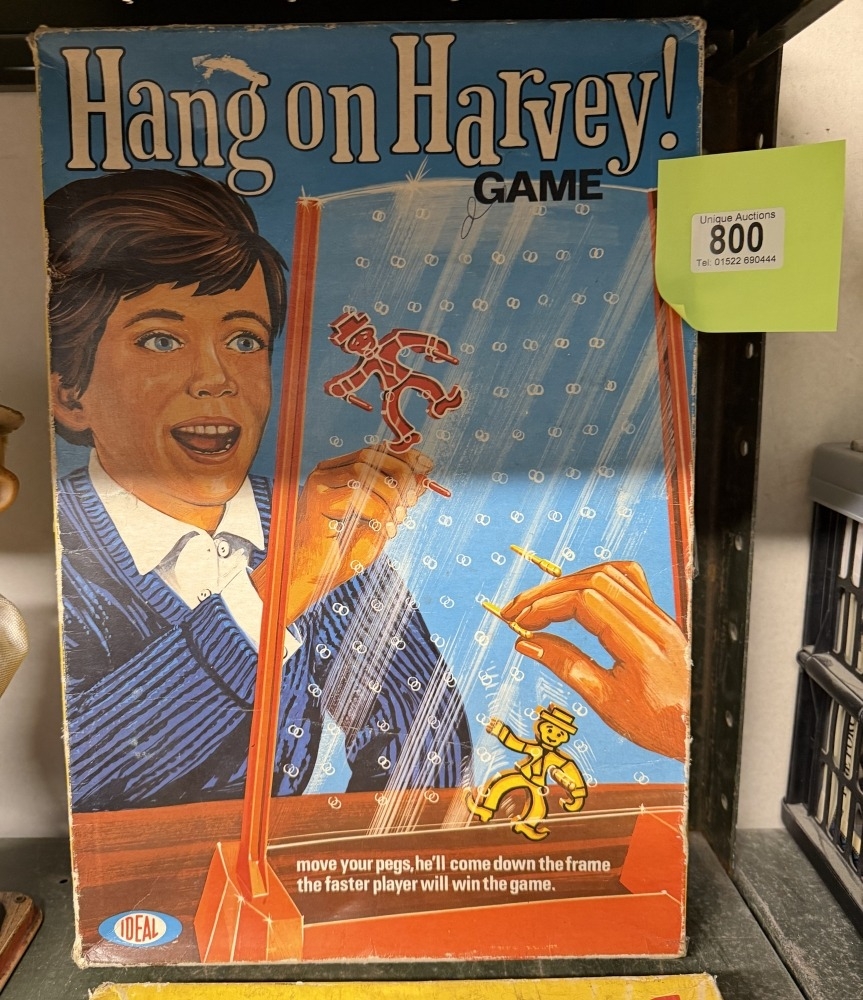 Hang on Harvey!
GAME
Unique Auctions
800
Tel: 01522 690444
move your pegs, he'll come down the frame
the faster player will win the game.
IDEAL